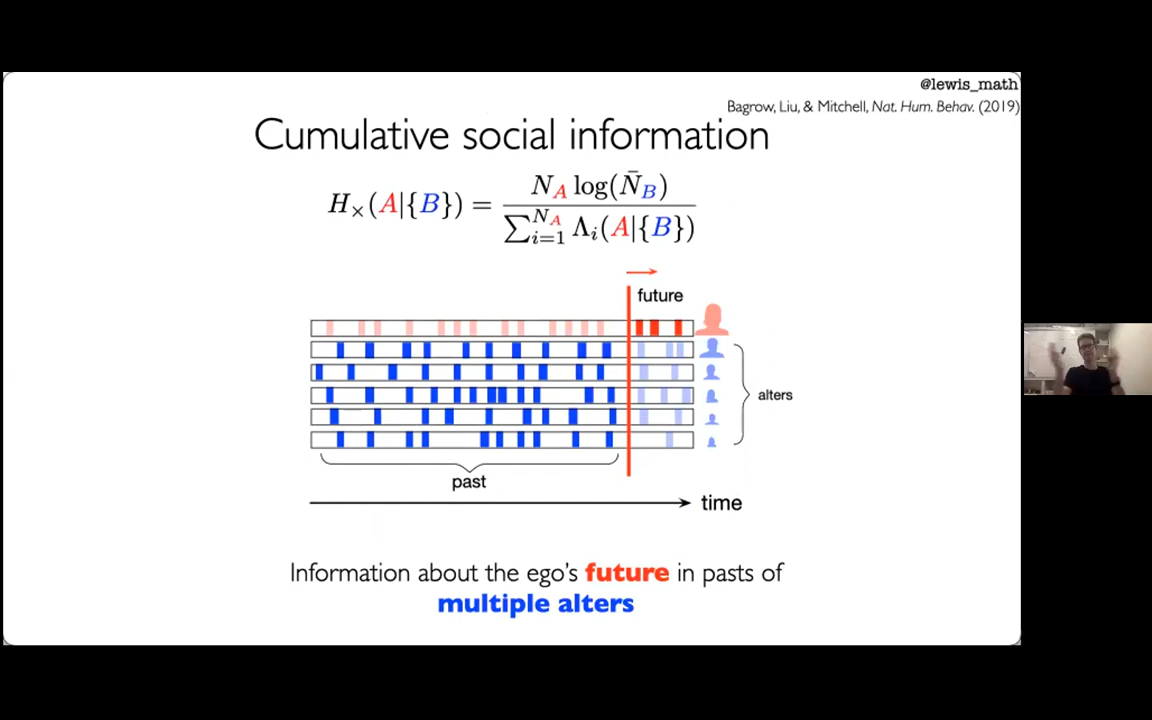 @lewis_math
Bagrow, Liu, & Mitchell, Nat. Hum. Behav. (2019)
Cumulative social information
H×(A|{B}) = N_A log(N̄_B) / ∑_{i=1}^{N_A} Λ_i(A|{B})
future
alters
past
time
Information about the ego's future in pasts of
multiple alters